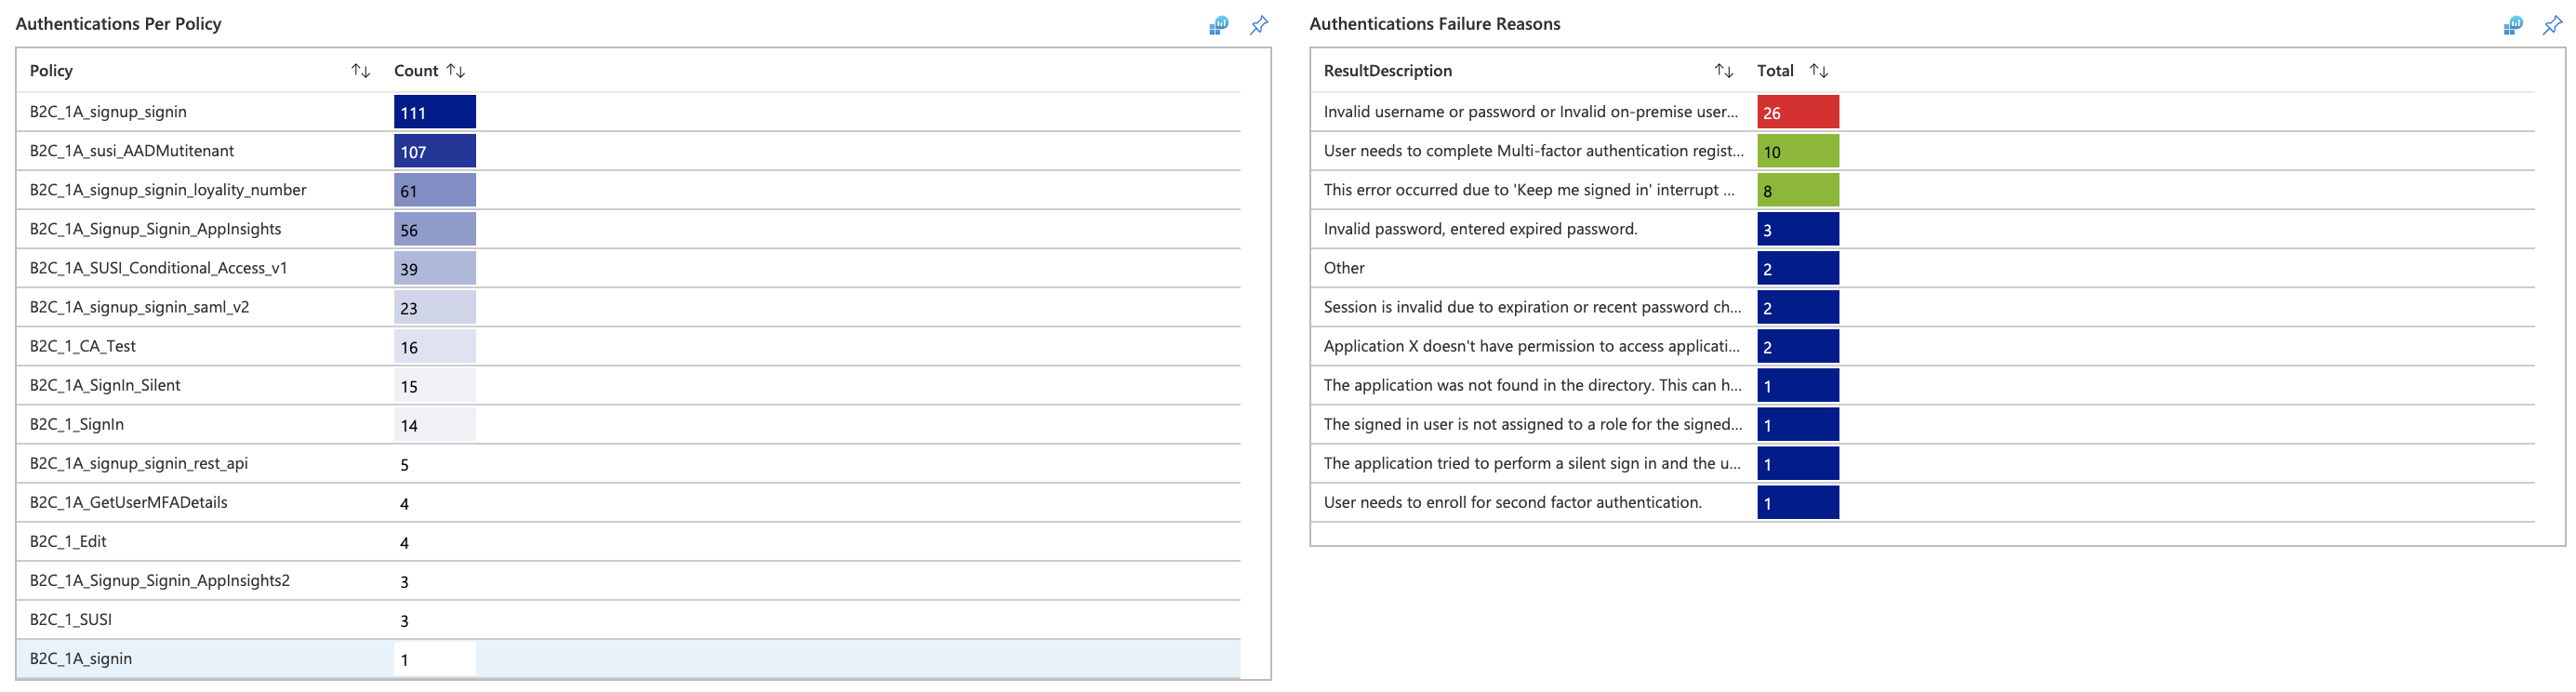 Authentications Per Policy
Policy Count
B2C_1A_signup_signin 111
B2C_1A_susi_AADMutitenant 107
B2C_1A_signup_signin_loyality_number 61
B2C_1A_Signup_Signin_AppInsights 56
B2C_1A_SUSI_Conditional_Access_v1 39
B2C_1A_signup_signin_saml_v2 23
B2C_1_CA_Test 16
B2C_1A_SignIn_Silent 15
B2C_1_SignIn 14
B2C_1A_signup_signin_rest_api 5
B2C_1A_GetUserMFADetails 4
B2C_1_Edit 4
B2C_1A_Signup_Signin_AppInsights2 3
B2C_1_SUSI 3
B2C_1A_signin 1
Authentications Failure Reasons
ResultDescription Total
Invalid username or password or Invalid on-premise user... 26
User needs to complete Multi-factor authentication regist... 10
This error occurred due to 'Keep me signed in' interrupt ... 8
Invalid password, entered expired password. 3
Other 2
Session is invalid due to expiration or recent password ch... 2
Application X doesn't have permission to access applicati... 2
The application was not found in the directory. This can h... 1
The signed in user is not assigned to a role for the signed... 1
The application tried to perform a silent sign in and the u... 1
User needs to enroll for second factor authentication. 1